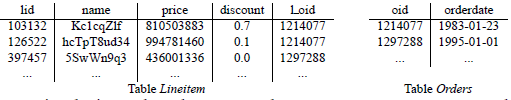 lid name price discount Loid oid orderdate
103132 Kc1cqZlf 810503883 0.7 1214077 1214077 1983-01-23
126522 hcTpT8ud34 994781460 0.1 1214077 1297288 1995-01-01
397457 5SwWn9q3 436001336 0.0 1297288 ... ...
... ... ... ... ...
Table Lineitem Table Orders